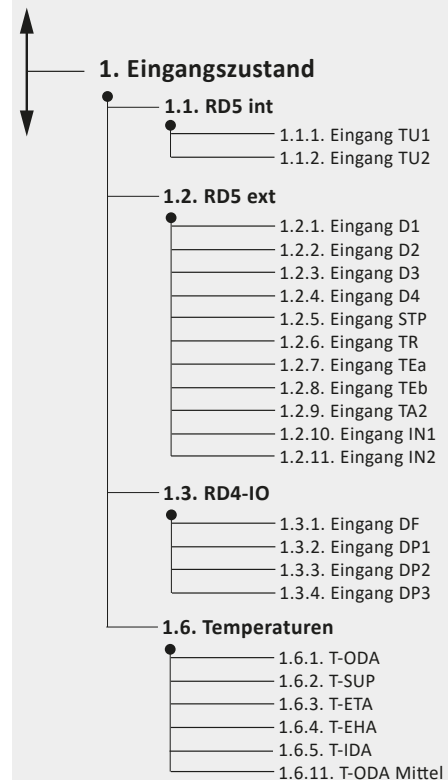 1. Eingangszustand
1.1. RD5 int
1.1.1. Eingang TU1
1.1.2. Eingang TU2
1.2. RD5 ext
1.2.1. Eingang D1
1.2.2. Eingang D2
1.2.3. Eingang D3
1.2.4. Eingang D4
1.2.5. Eingang STP
1.2.6. Eingang TR
1.2.7. Eingang TEa
1.2.8. Eingang TEb
1.2.9. Eingang TA2
1.2.10. Eingang IN1
1.2.11. Eingang IN2
1.3. RD4-IO
1.3.1. Eingang DF
1.3.2. Eingang DP1
1.3.3. Eingang DP2
1.3.4. Eingang DP3
1.6. Temperaturen
1.6.1. T-ODA
1.6.2. T-SUP
1.6.3. T-ETA
1.6.4. T-EHA
1.6.5. T-IDA
1.6.11. T-ODA Mittel